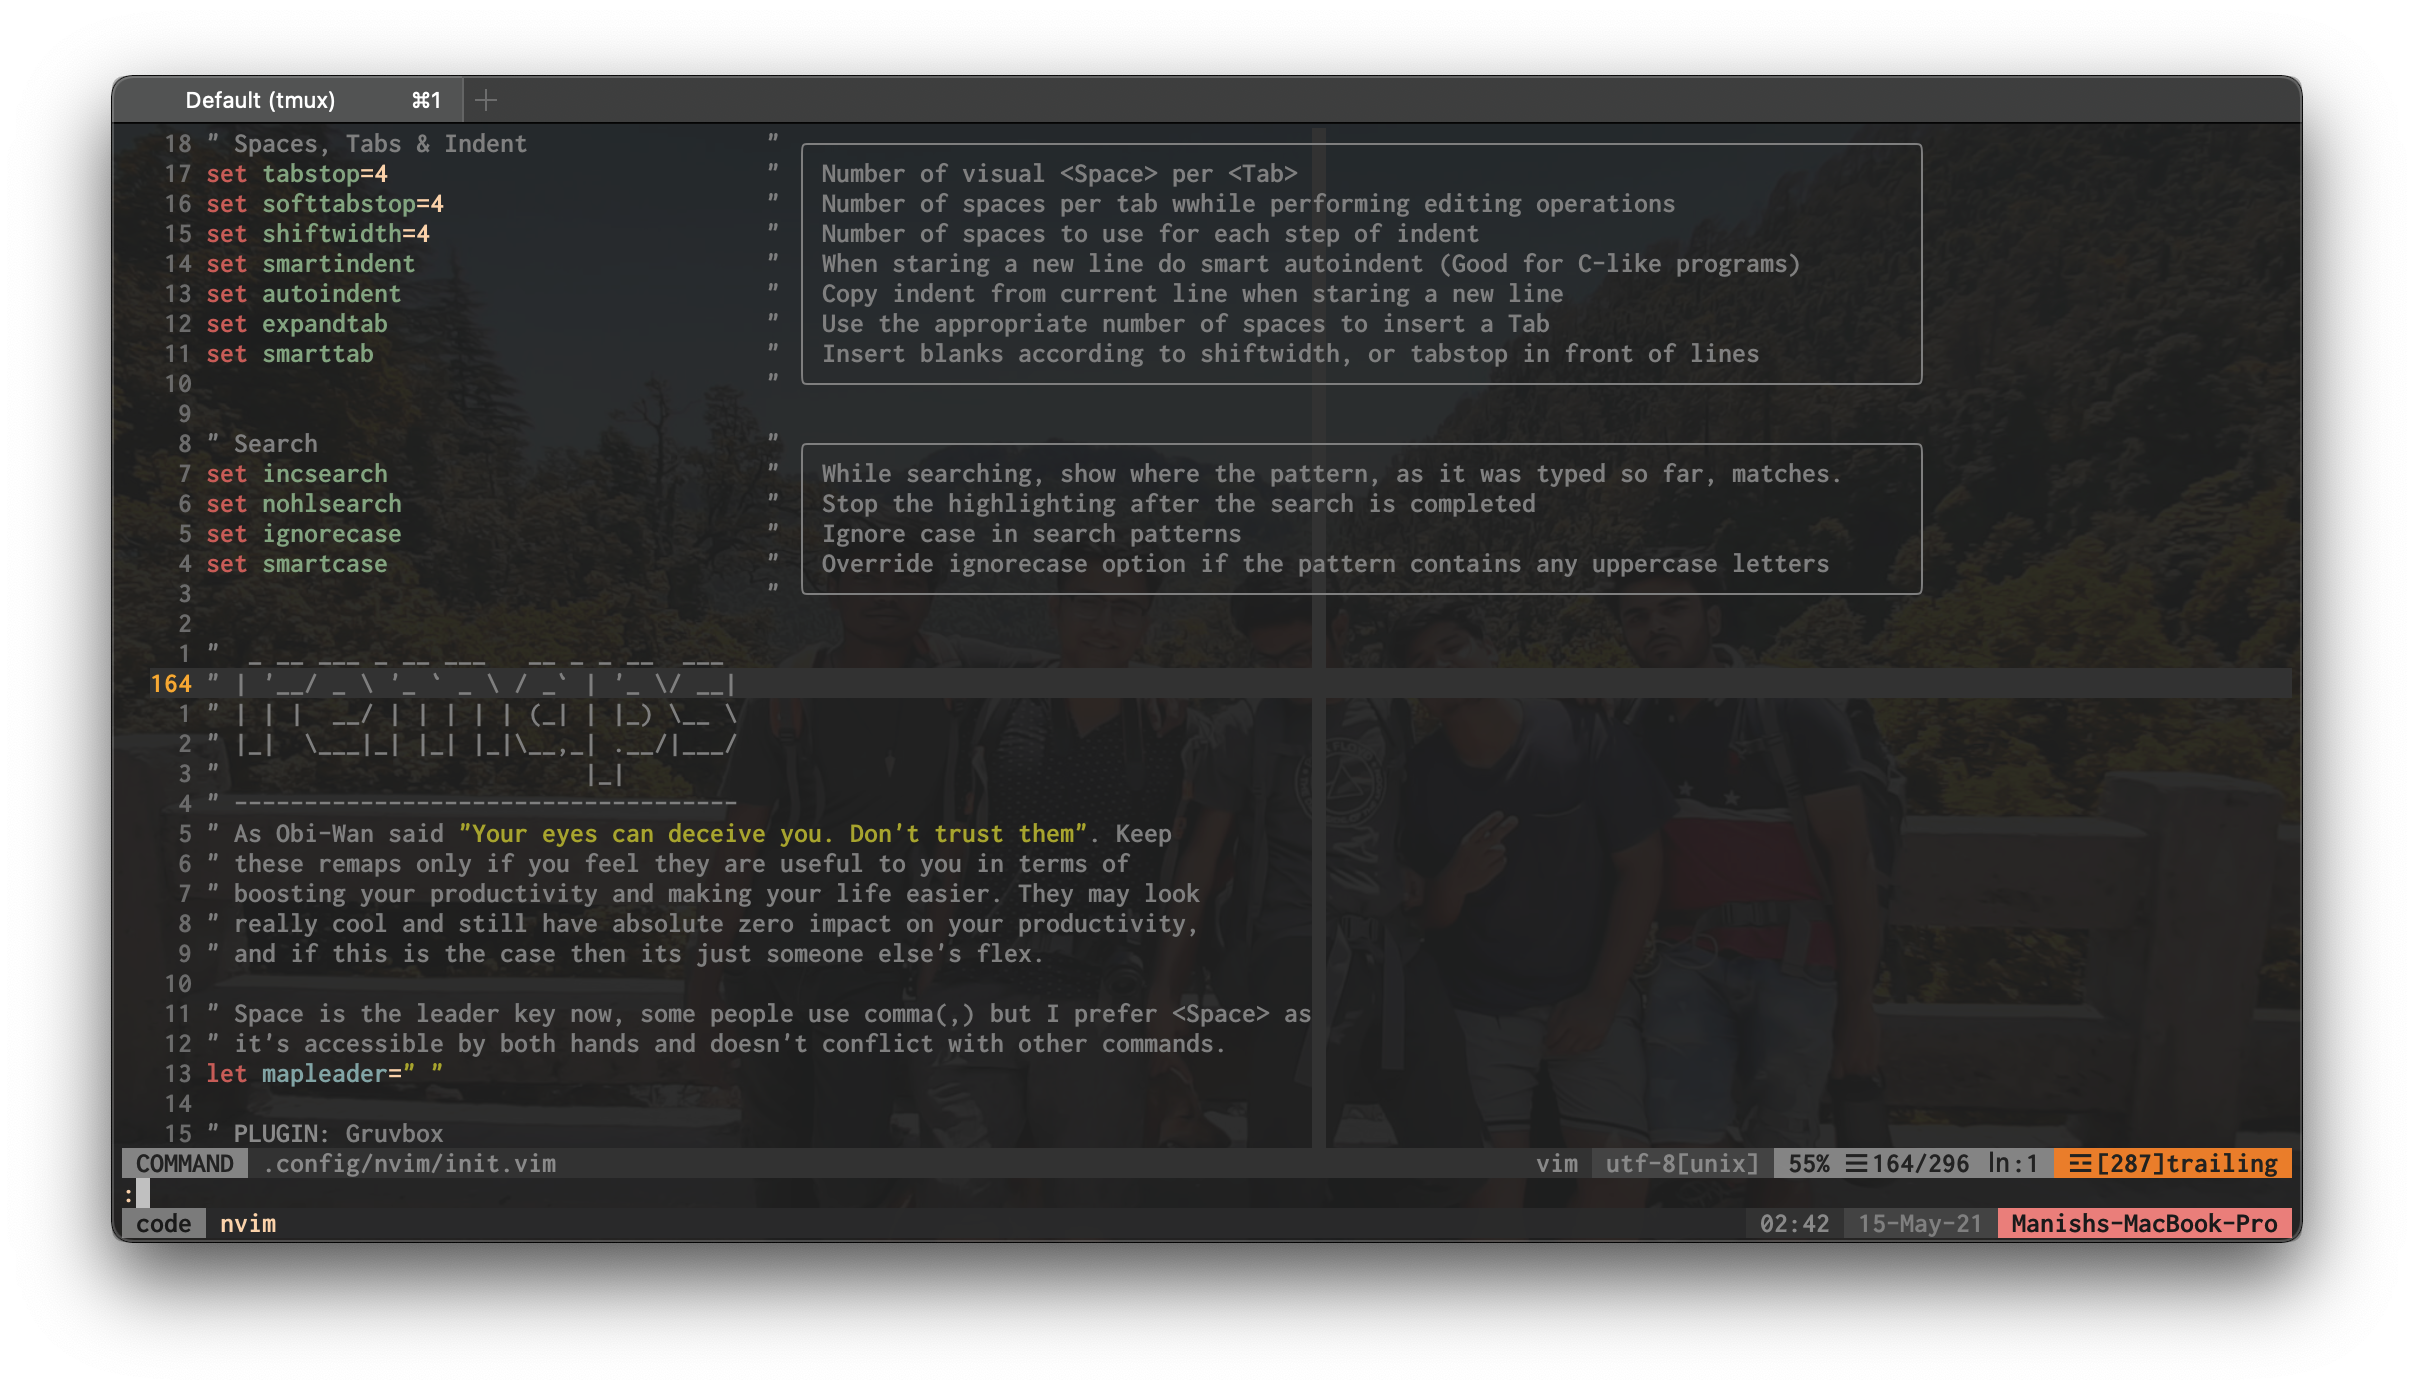 Default (tmux) ⌘1 +
18 " Spaces, Tabs & Indent "
17 set tabstop=4 " Number of visual <Space> per <Tab>
16 set softtabstop=4 " Number of spaces per tab wwhile performing editing operations
15 set shiftwidth=4 " Number of spaces to use for each step of indent
14 set smartindent " When staring a new line do smart autoindent (Good for C-like programs)
13 set autoindent " Copy indent from current line when staring a new line
12 set expandtab " Use the appropriate number of spaces to insert a Tab
11 set smarttab " Insert blanks according to shiftwidth, or tabstop in front of lines
10 "
9
8 " Search "
7 set incsearch " While searching, show where the pattern, as it was typed so far, matches.
6 set nohlsearch " Stop the highlighting after the search is completed
5 set ignorecase " Ignore case in search patterns
4 set smartcase " Override ignorecase option if the pattern contains any uppercase letters
3 "
2
1 "  _ __ ___ _ __ ___   __ _ _ __  ___
164 " | '__/ _ \ '_ ` _ \ / _` | '_ \/ __|
1 " | | |  __/ | | | | | (_| | |_) \__ \
2 " |_|  \___|_| |_| |_|\__,_| .__/|___/
3 "                          |_|
4 " ------------------------------------
5 " As Obi-Wan said "Your eyes can deceive you. Don't trust them". Keep
6 " these remaps only if you feel they are useful to you in terms of
7 " boosting your productivity and making your life easier. They may look
8 " really cool and still have absolute zero impact on your productivity,
9 " and if this is the case then its just someone else's flex.
10
11 " Space is the leader key now, some people use comma(,) but I prefer <Space> as
12 " it's accessible by both hands and doesn't conflict with other commands.
13 let mapleader=" "
14
15 " PLUGIN: Gruvbox
COMMAND .config/nvim/init.vim vim utf-8[unix] 55% ☰164/296 ln:1 ☲[287]trailing
:
code nvim 02:42 15-May-21 Manishs-MacBook-Pro